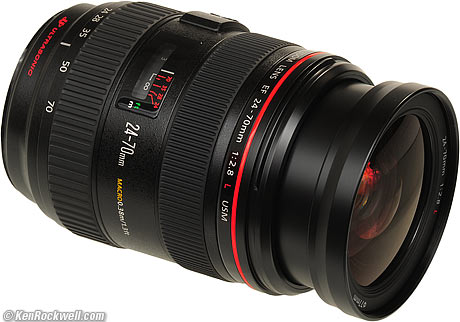 ULTRASONIC
24 28 35
50
70
24-70mm
MACRO 0.38m/1.3ft
LENS EF 24-70mm 1:2.8 L USM
24-70mm 1:2.8 L
ø77mm
©KenRockwell.com